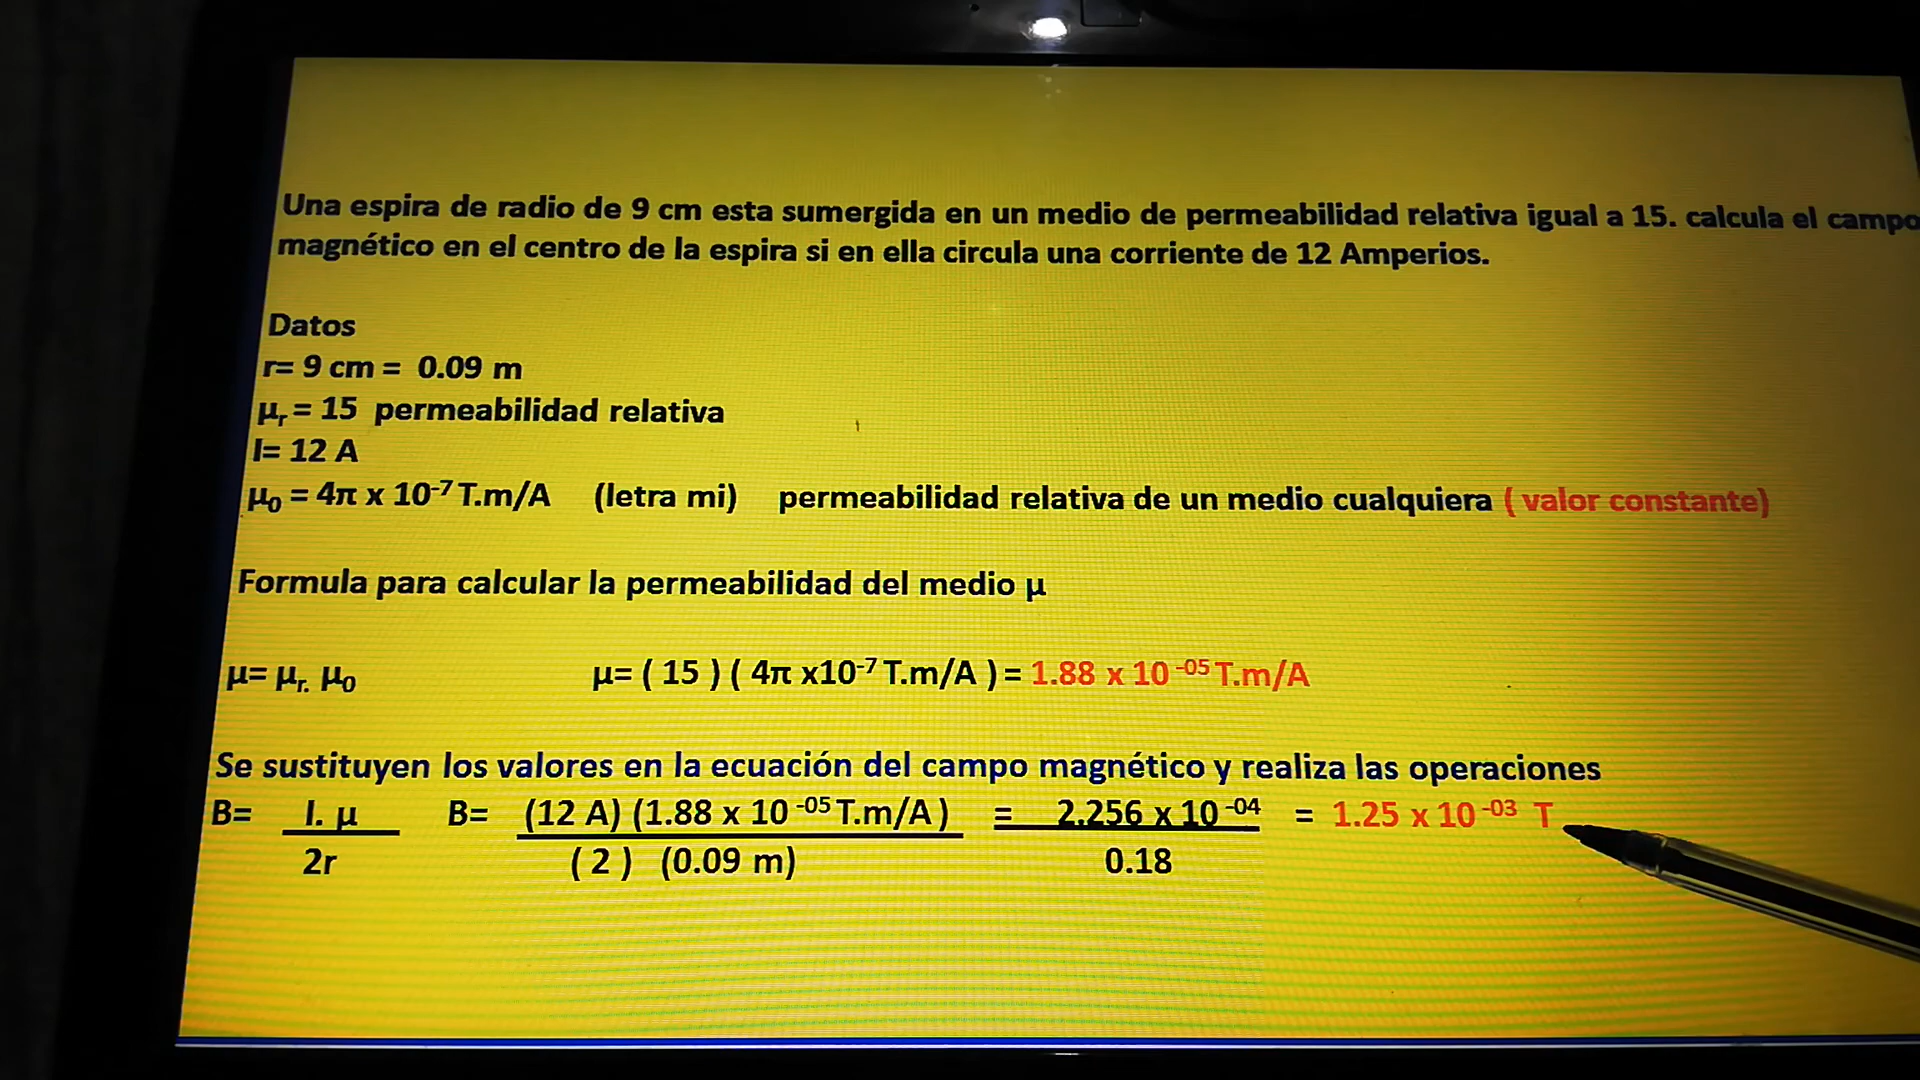 Una espira de radio de 9 cm esta sumergida en un medio de permeabilidad relativa igual a 15. calcula el campo
magnético en el centro de la espira si en ella circula una corriente de 12 Amperios.
Datos
r= 9 cm = 0.09 m
μr = 15 permeabilidad relativa
I= 12 A
μ0 = 4π x 10⁻⁷ T.m/A (letra mi) permeabilidad relativa de un medio cualquiera ( valor constante)
Formula para calcular la permeabilidad del medio μ
μ= μr. μ0 μ= ( 15 ) ( 4π x10⁻⁷ T.m/A ) = 1.88 x 10 ⁻⁰⁵ T.m/A
Se sustituyen los valores en la ecuación del campo magnético y realiza las operaciones
B= I. μ B= (12 A) (1.88 x 10 ⁻⁰⁵ T.m/A ) = 2.256 x 10 ⁻⁰⁴ = 1.25 x 10 ⁻⁰³ T
2r ( 2 ) (0.09 m) 0.18